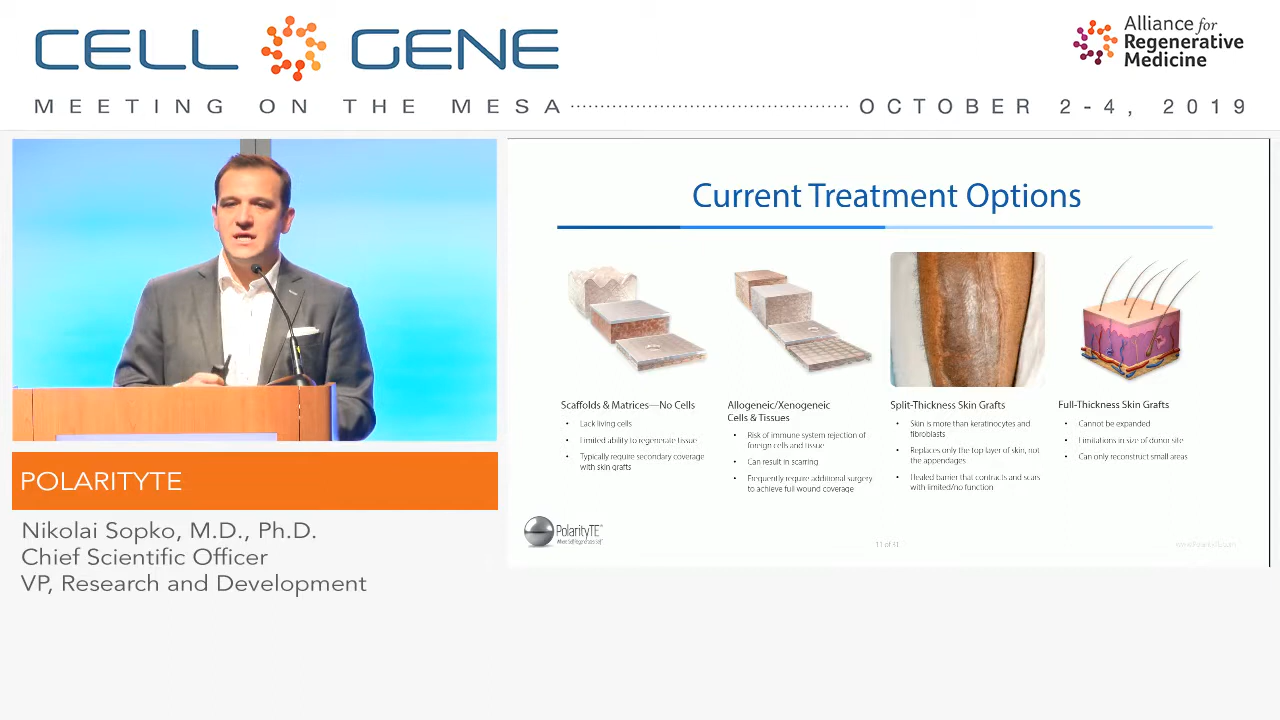 CELL GENE
Alliance for
Regenerative
Medicine
MEETING ON THE MESA
OCTOBER 2-4, 2019
Current Treatment Options
Scaffolds & Matrices—No Cells
• Lack living cells
• Limited ability to regenerate tissue
• Typically require secondary coverage
with skin grafts
Allogeneic/Xenogeneic
Cells & Tissues
• Risk of immune system rejection of
foreign cells and tissue
• Can result in scarring
• Frequently require additional surgery
to achieve full wound coverage
Split-Thickness Skin Grafts
• Skin is more than keratinocytes and
fibroblasts
• Replaces only the top layer of skin, not
the appendages
• Healed barrier that contracts and scars
with limited/no function
Full-Thickness Skin Grafts
• Cannot be expanded
• Limitations in size of donor site
• Can only reconstruct small areas
PolarityTE
11 of
POLARITYTE
Nikolai Sopko, M.D., Ph.D.
Chief Scientific Officer
VP, Research and Development